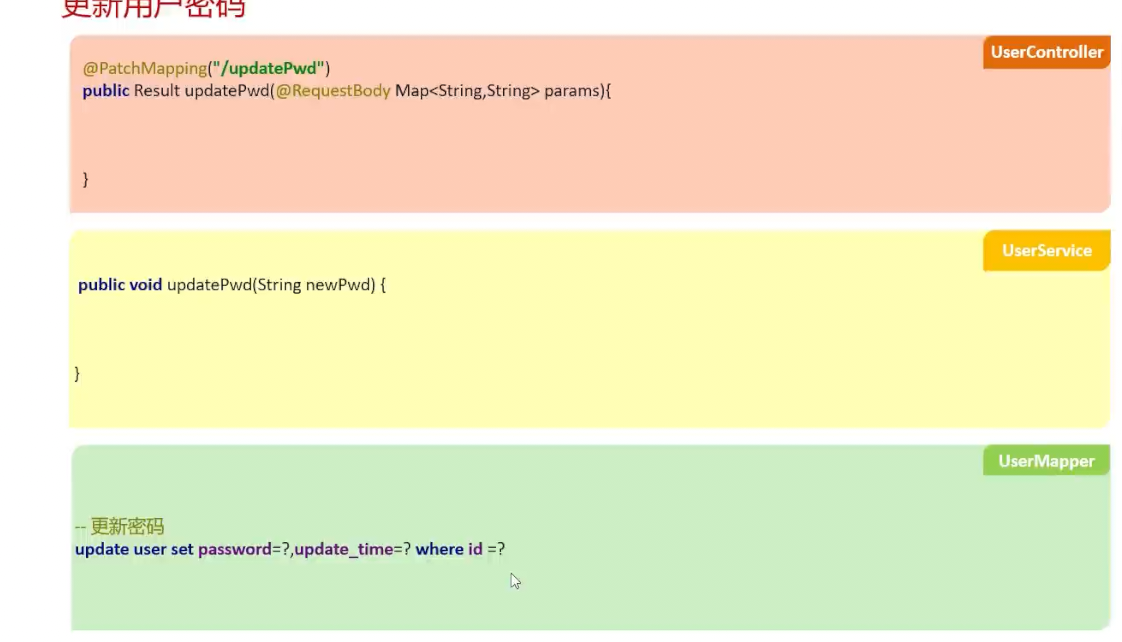 更新用户密码
UserController
@PatchMapping("/updatePwd")
public Result updatePwd(@RequestBody Map<String,String> params){
}
UserService
public void updatePwd(String newPwd) {
}
UserMapper
-- 更新密码
update user set password=?,update_time=? where id =?